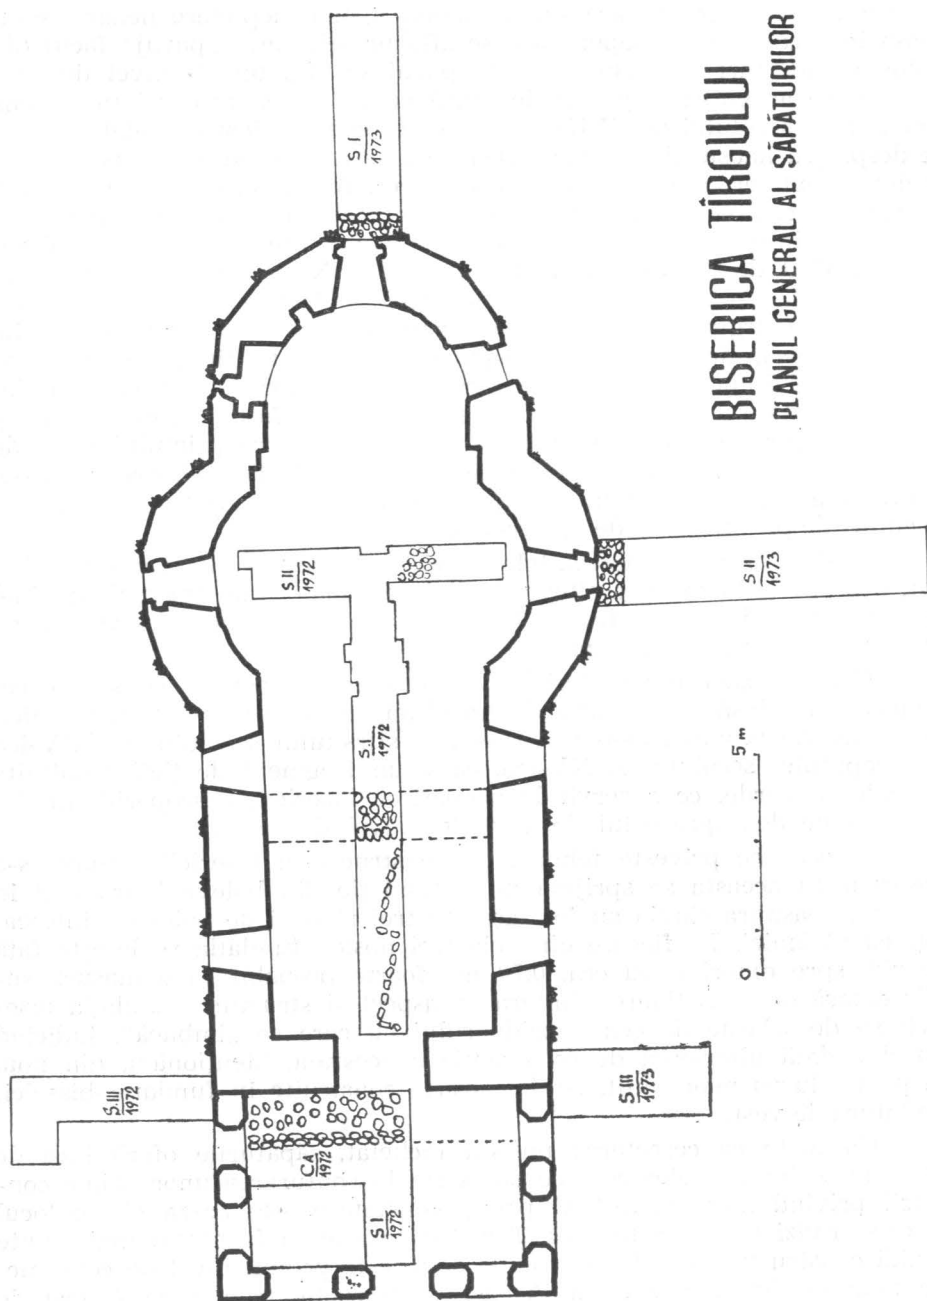 BISERICA TÎRGULUI
PLANUL GENERAL AL SĂPĂTURILOR
S I
1973
S II
1972
S II
1973
S.I
1972
S.III
1972
CA
1972
S.I
1972
S.III
1973
0
5 m